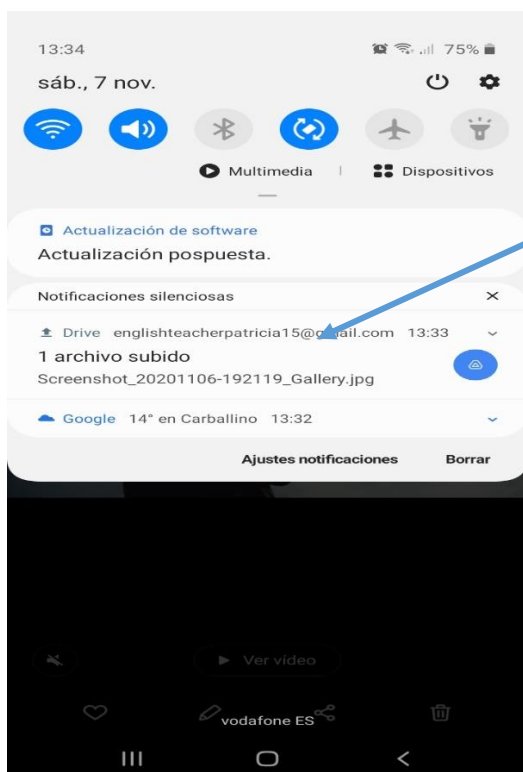 13:34 75%
sáb., 7 nov.
Multimedia | Dispositivos
Actualización de software
Actualización pospuesta.
Notificaciones silenciosas
Drive englishteacherpatricia15@gmail.com 13:33
1 archivo subido
Screenshot_20201106-192119_Gallery.jpg
Google 14° en Carballino 13:32
Ajustes notificaciones Borrar
Ver vídeo
vodafone ES